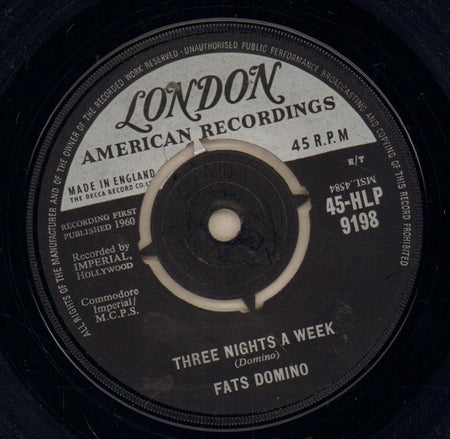 ALL RIGHTS OF THE MANUFACTURER AND OF THE OWNER OF THE RECORDED WORK RESERVED · UNAUTHORISED PUBLIC PERFORMANCE BROADCASTING AND COPYING OF THIS RECORD PROHIBITED
LONDON
AMERICAN RECORDINGS
45 R.P.M
MADE IN ENGLAND
THE DECCA RECORD CO.
E/T
MSL.4584
45-HLP
9198
RECORDING FIRST
PUBLISHED 1960
Recorded by
IMPERIAL,
HOLLYWOOD
Commodore
Imperial/
M.C.P.S.
THREE NIGHTS A WEEK
(Domino)
FATS DOMINO